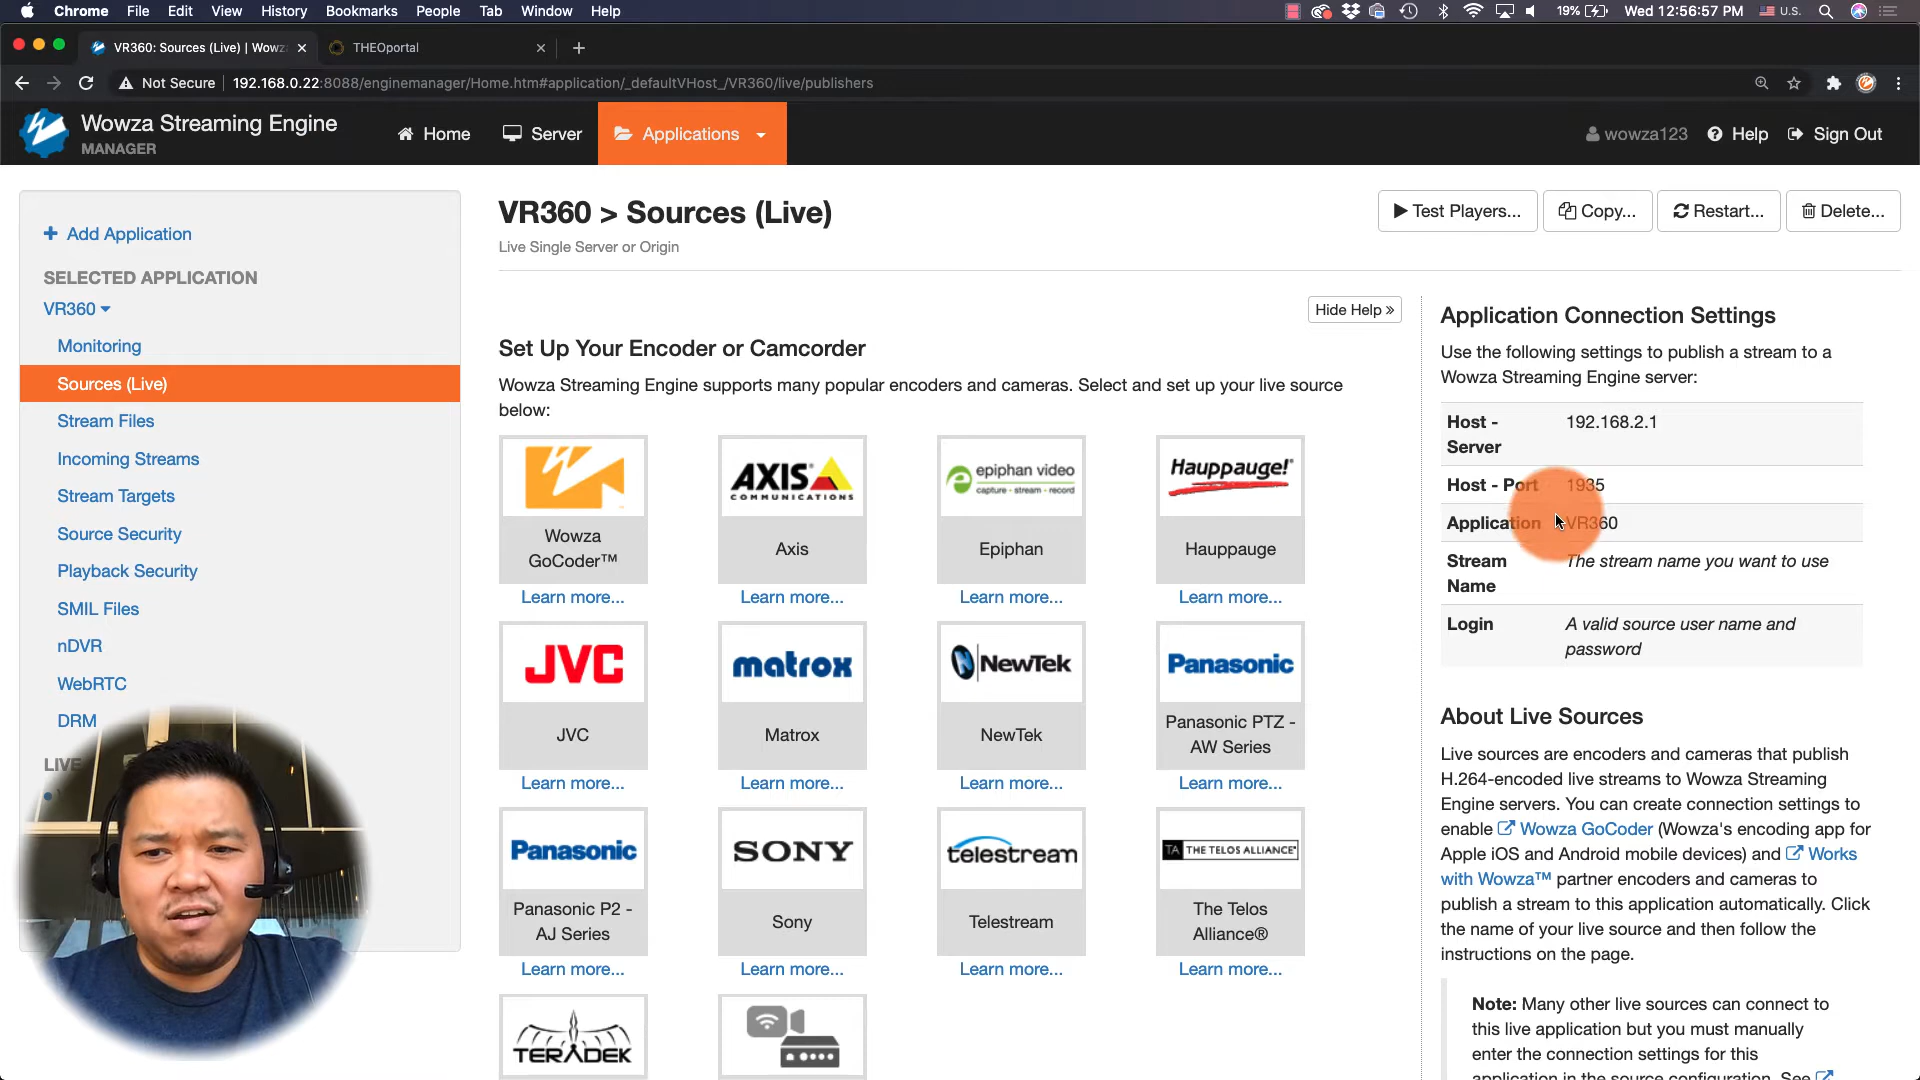 Chrome File Edit View History Bookmarks People Tab Window Help
19% Wed 12:56:57 PM U.S.
VR360: Sources (Live) | Wowz
THEOportal
Not Secure 192.168.0.22:8088/enginemanager/Home.htm#application/_defaultVHost_/VR360/live/publishers
Wowza Streaming Engine
MANAGER
Home
Server
Applications
wowza123
Help
Sign Out
Add Application
SELECTED APPLICATION
VR360
Monitoring
Sources (Live)
Stream Files
Incoming Streams
Stream Targets
Source Security
Playback Security
SMIL Files
nDVR
WebRTC
DRM
LIVE
VR360 > Sources (Live)
Live Single Server or Origin
Test Players...
Copy...
Restart...
Delete...
Hide Help »
Set Up Your Encoder or Camcorder
Wowza Streaming Engine supports many popular encoders and cameras. Select and set up your live source
below:
AXIS
COMMUNICATIONS
epiphan video
capture - stream - record
Hauppauge!
Wowza
GoCoder™
Axis
Epiphan
Hauppauge
Learn more...
Learn more...
Learn more...
Learn more...
JVC
matrox
NewTek
Panasonic
JVC
Matrox
NewTek
Panasonic PTZ -
AW Series
Learn more...
Learn more...
Learn more...
Learn more...
Panasonic
SONY
telestream
TA THE TELOS ALLIANCE®
Panasonic P2 -
AJ Series
Sony
Telestream
The Telos
Alliance®
Learn more...
Learn more...
Learn more...
Learn more...
TERADEK
Application Connection Settings
Use the following settings to publish a stream to a
Wowza Streaming Engine server:
Host -
Server
192.168.2.1
Host - Port
1935
Application
VR360
Stream
Name
The stream name you want to use
Login
A valid source user name and
password
About Live Sources
Live sources are encoders and cameras that publish
H.264-encoded live streams to Wowza Streaming
Engine servers. You can create connection settings to
enable Wowza GoCoder (Wowza's encoding app for
Apple iOS and Android mobile devices) and Works
with Wowza™ partner encoders and cameras to
publish a stream to this application automatically. Click
the name of your live source and then follow the
instructions on the page.
Note: Many other live sources can connect to
this live application but you must manually
enter the connection settings for this
application in the source configuration. See